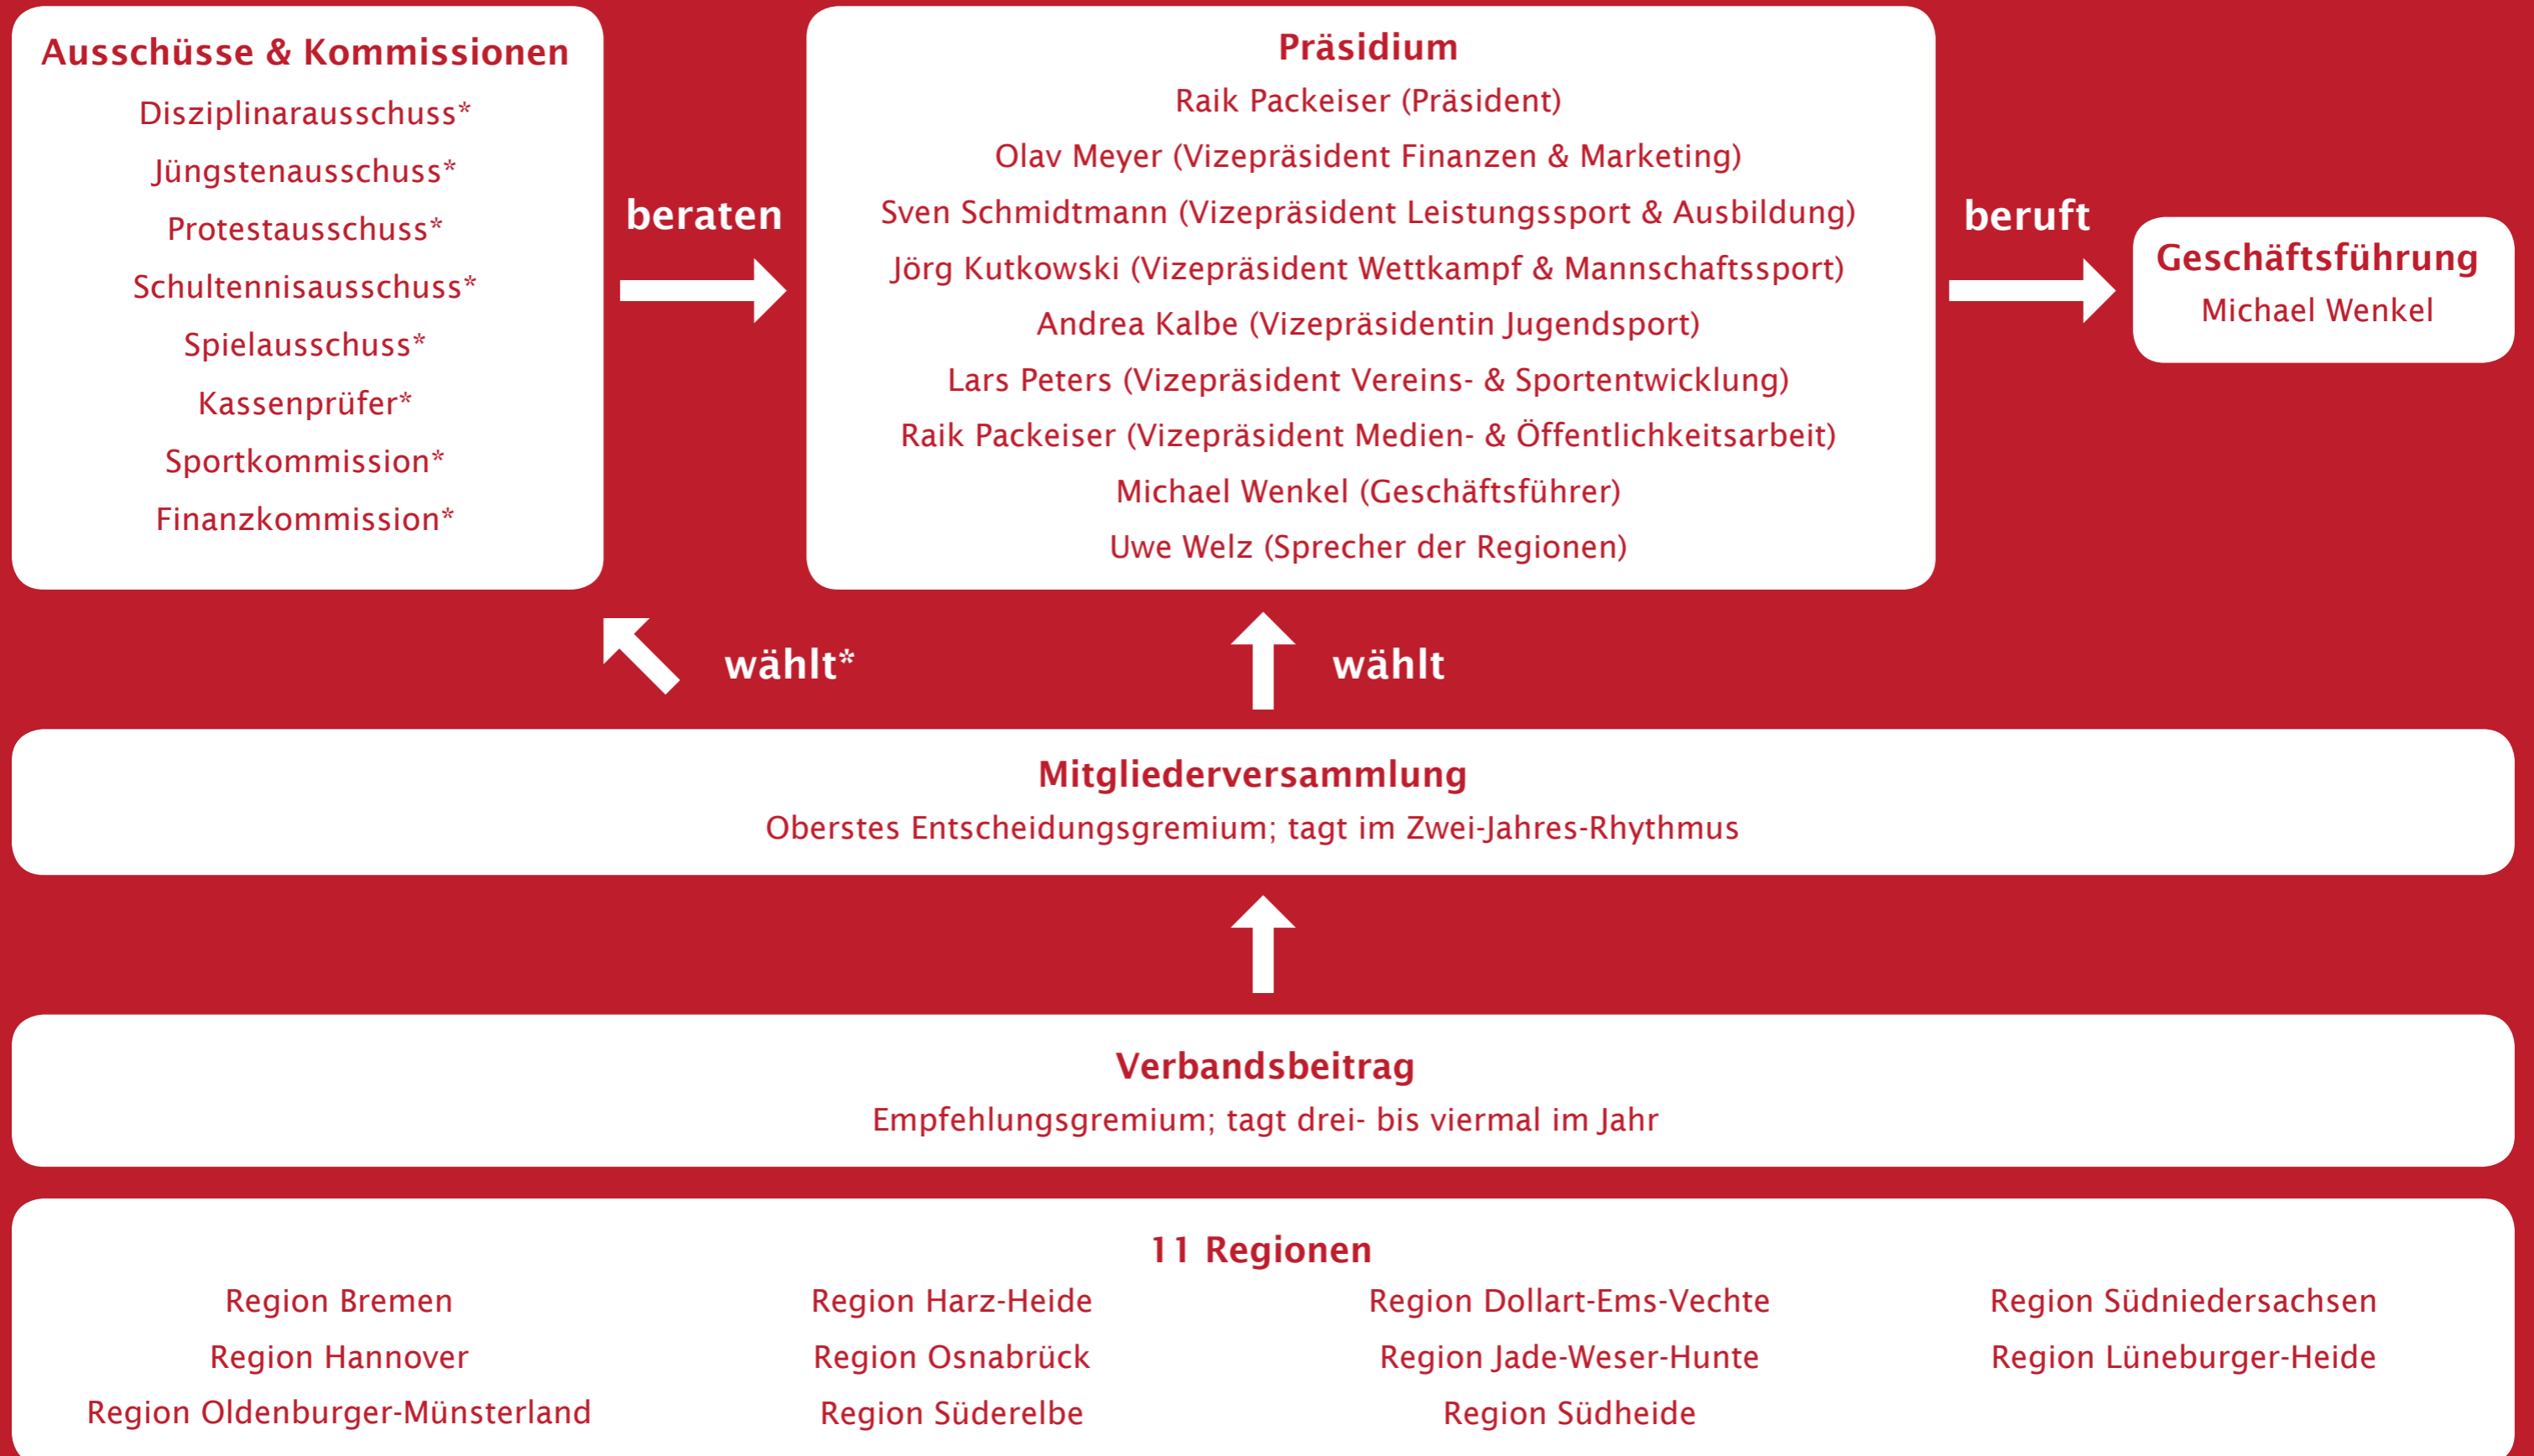 Ausschüsse & Kommissionen
Disziplinarausschuss*
Jüngstenausschuss*
Protestausschuss*
Schultennisausschuss*
Spielausschuss*
Kassenprüfer*
Sportkommission*
Finanzkommission*
beraten
Präsidium
Raik Packeiser (Präsident)
Olav Meyer (Vizepräsident Finanzen & Marketing)
Sven Schmidtmann (Vizepräsident Leistungssport & Ausbildung)
Jörg Kutkowski (Vizepräsident Wettkampf & Mannschaftssport)
Andrea Kalbe (Vizepräsidentin Jugendsport)
Lars Peters (Vizepräsident Vereins- & Sportentwicklung)
Raik Packeiser (Vizepräsident Medien- & Öffentlichkeitsarbeit)
Michael Wenkel (Geschäftsführer)
Uwe Welz (Sprecher der Regionen)
beruft
Geschäftsführung
Michael Wenkel
wählt*
wählt
Mitgliederversammlung
Oberstes Entscheidungsgremium; tagt im Zwei-Jahres-Rhythmus
Verbandsbeitrag
Empfehlungsgremium; tagt drei- bis viermal im Jahr
11 Regionen
Region Bremen
Region Hannover
Region Oldenburger-Münsterland
Region Harz-Heide
Region Osnabrück
Region Süderelbe
Region Dollart-Ems-Vechte
Region Jade-Weser-Hunte
Region Südheide
Region Südniedersachsen
Region Lüneburger-Heide